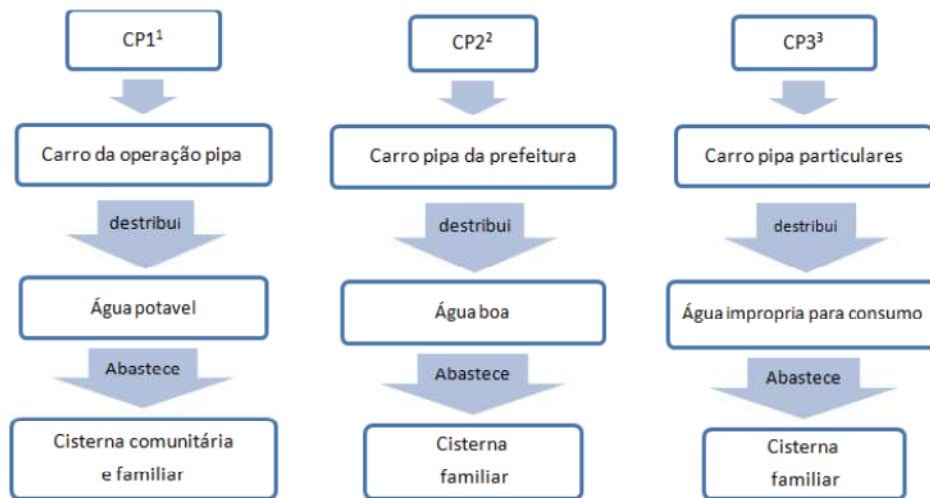 CP1¹
Carro da operação pipa
destribui
Água potavel
Abastece
Cisterna comunitária
e familiar
CP2²
Carro pipa da prefeitura
destribui
Água boa
Abastece
Cisterna
familiar
CP3³
Carro pipa particulares
destribui
Água impropria para consumo
Abastece
Cisterna
familiar